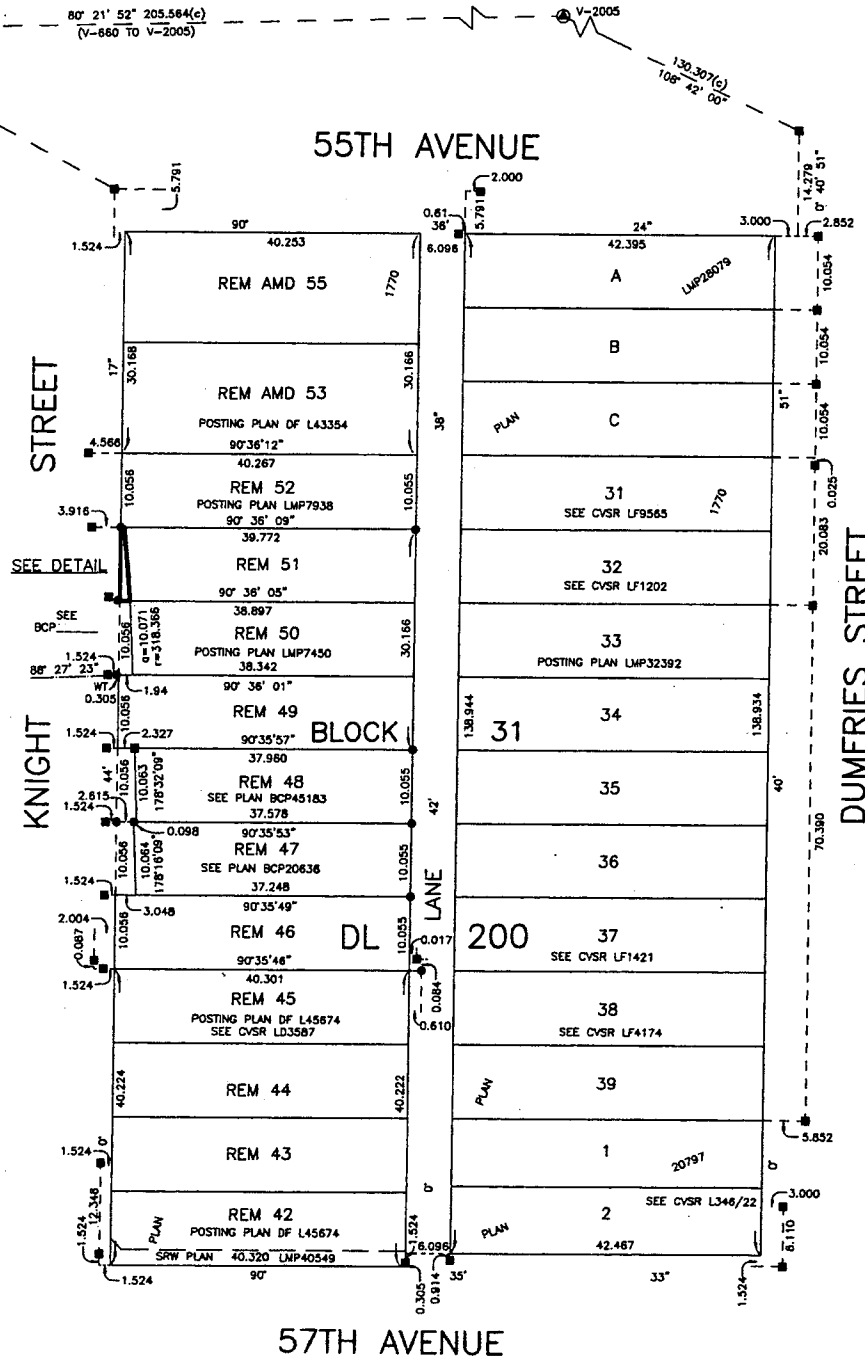 80° 21' 52" 205.564(c)
(V-660 TO V-2005)
V-2005
130.307(c)
108° 42' 00"
55TH AVENUE
5.791
2.000
5.791
14.279
0° 40' 51"
0.61
1.524
90°
40.253
36'
6.096
24"
42.395
3.000
2.852
REM AMD 55
1770
A
LMP28079
10.054
B
10.054
17"
30.168
30.166
REM AMD 53
POSTING PLAN DF L43354
38"
PLAN
C
51"
10.054
STREET
4.566
90°36'12"
40.267
0.025
10.056
REM 52
POSTING PLAN LMP7938
10.055
31
SEE CVSR LF9565
1770
20.083
3.916
90° 36' 09"
39.772
SEE DETAIL
REM 51
32
SEE CVSR LF1202
DUMFRIES STREET
90° 36' 05"
38.897
SEE
BCP
10.056
a=10.071
r=318.366
REM 50
POSTING PLAN LMP7450
30.166
33
POSTING PLAN LMP32392
1.524
88° 27' 23"
38.342
90° 36' 01"
WT
0.305
1.94
10.056
REM 49
138.944
34
138.934
KNIGHT
1.524
2.327
90°35'57"
BLOCK
31
37.960
44'
10.056
10.063
178°32'09"
REM 48
SEE PLAN BCP45183
10.055
35
40'
2.615
1.524
37.578
90°35'53"
0.098
42'
70.390
10.056
10.064
178°16'09"
REM 47
SEE PLAN BCP20636
10.055
36
1.524
37.248
3.048
90°35'49"
LANE
2.004
0.087
10.056
REM 46
DL
200
10.055
0.017
37
SEE CVSR LF1421
1.524
90°35'46"
40.301
0.084
0.610
REM 45
POSTING PLAN DF L45674
SEE CVSR LD3587
38
SEE CVSR LF4174
40.224
REM 44
40.222
PLAN
39
5.852
1.524
0'
REM 43
1
20797
0'
12.346
0'
SEE CVSR L346/22
3.000
REM 42
PLAN
POSTING PLAN DF L45674
1.524
PLAN
2
8.110
1.524
SRW PLAN 40.320 LMP40549
6.096
42.467
1.524
90°
0.305
0.914
35'
33"
1.524
57TH AVENUE